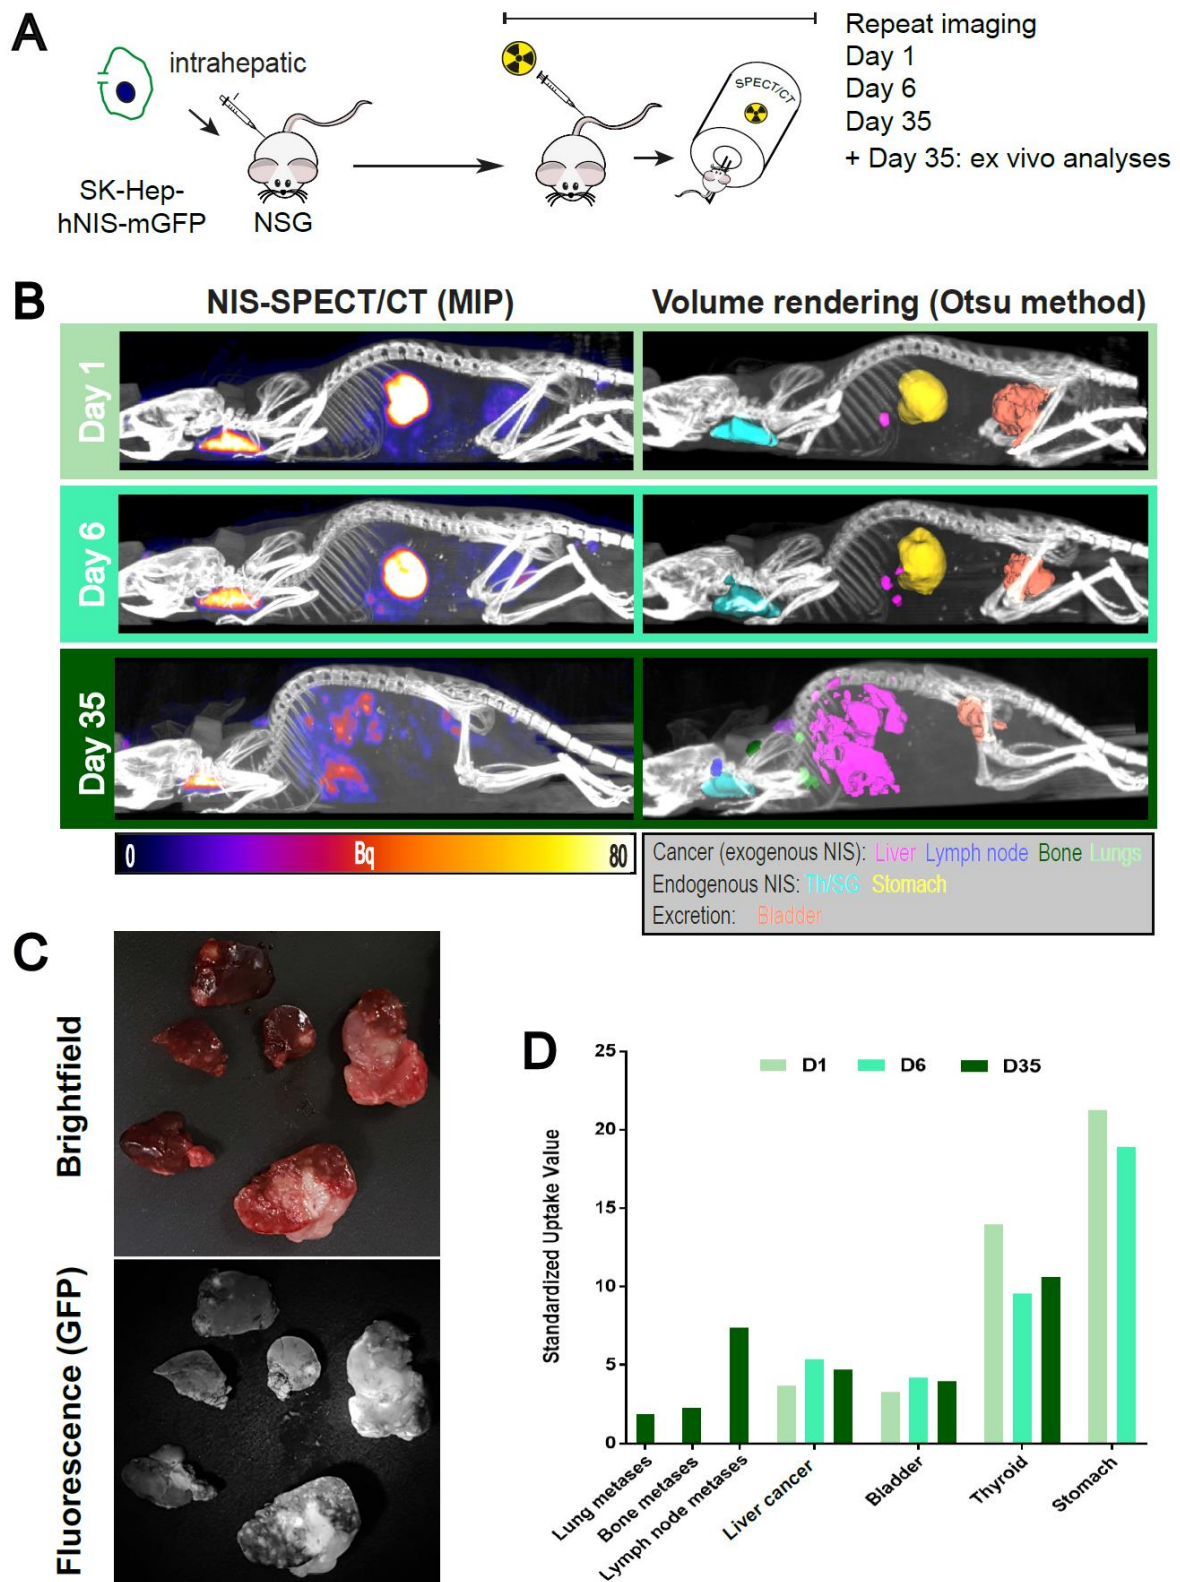 A
intrahepatic
SK-Hep-
hNIS-mGFP
NSG
SPECT/CT
Repeat imaging
Day 1
Day 6
Day 35
+ Day 35: ex vivo analyses
B
NIS-SPECT/CT (MIP)
Volume rendering (Otsu method)
Day 1
Day 6
Day 35
0 Bq 80
Cancer (exogenous NIS): Liver Lymph node Bone Lungs
Endogenous NIS: Th/SG Stomach
Excretion: Bladder
C
Brightfield
Fluorescence (GFP)
D
D1 D6 D35
Standardized Uptake Value
25
20
15
10
5
0
Lung metases
Bone metases
Lymph node metases
Liver cancer
Bladder
Thyroid
Stomach